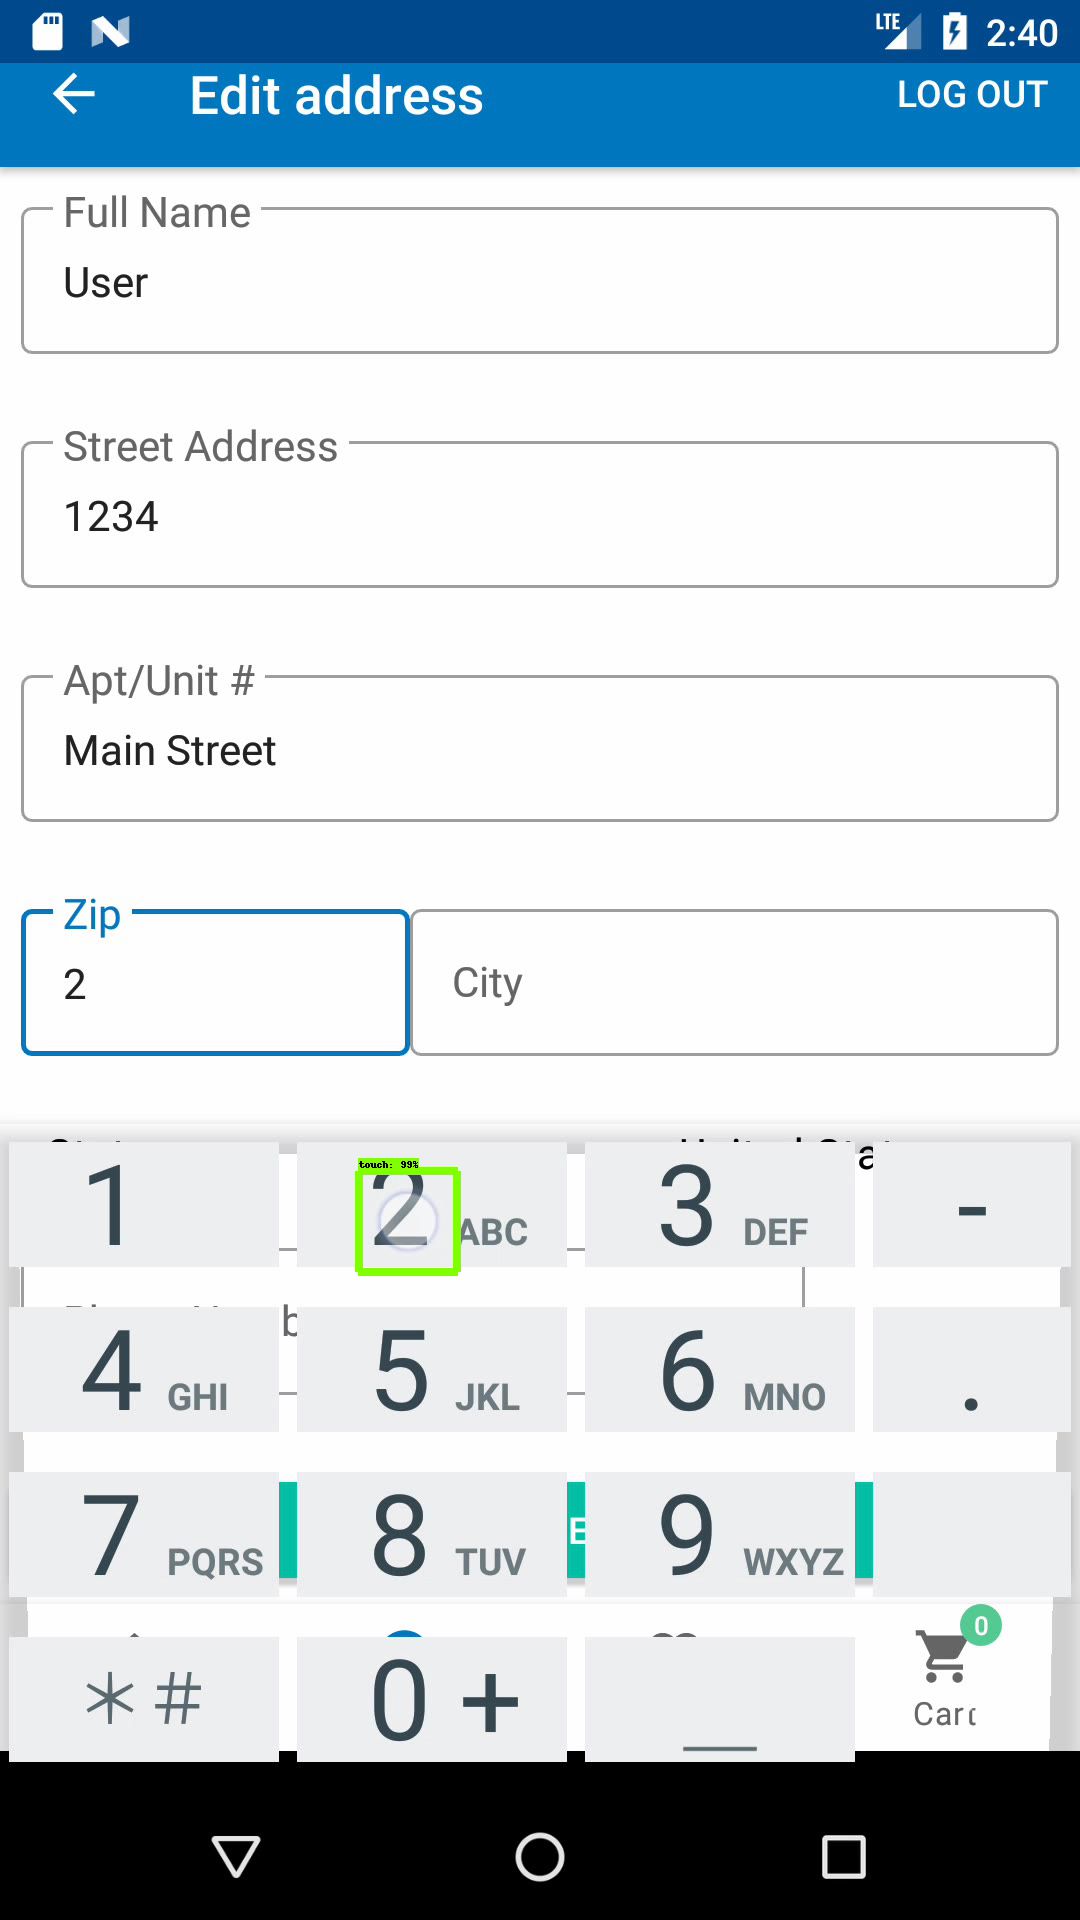 LTE 2:40
Edit address LOG OUT
Full Name
User
Street Address
1234
Apt/Unit #
Main Street
Zip
2
City
touch: 99%
1 2 ABC 3 DEF -
4 GHI 5 JKL 6 MNO .
7 PQRS 8 TUV 9 WXYZ
0
* # 0 +